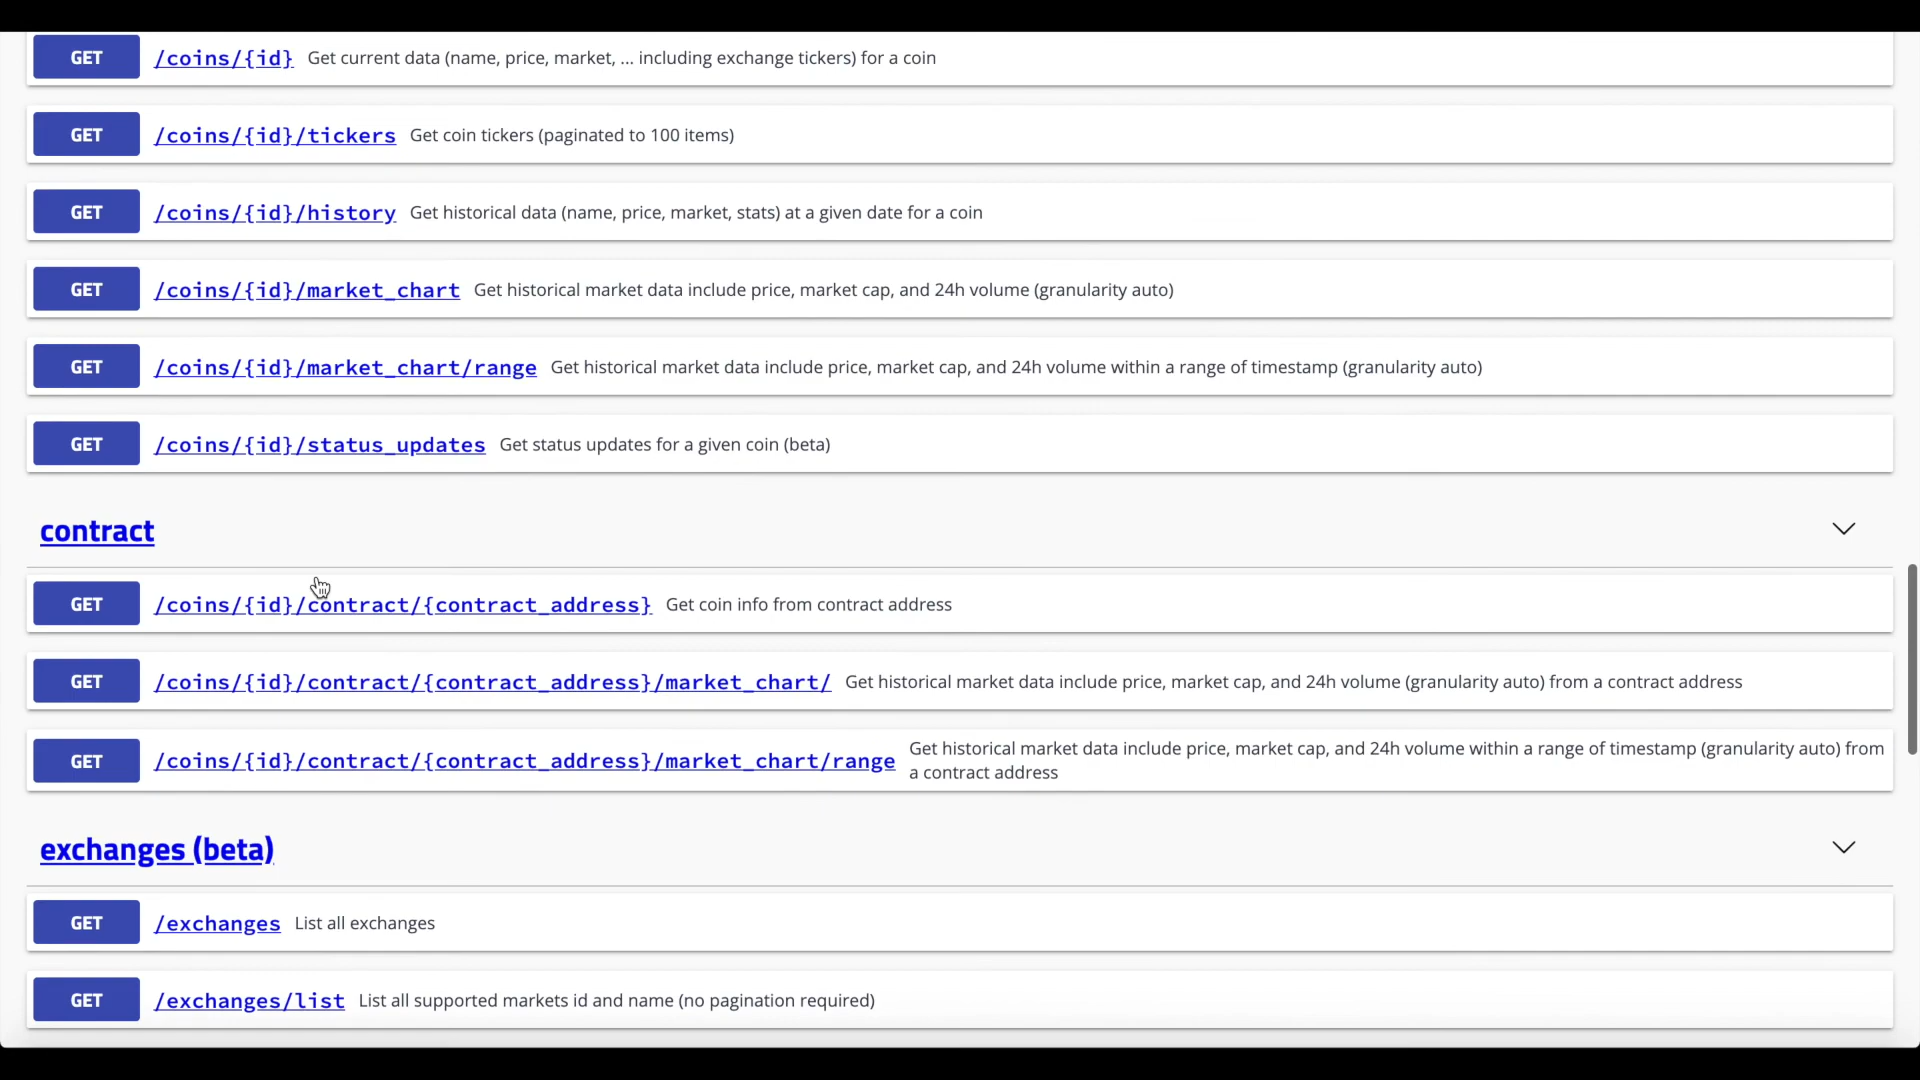 GET /coins/{id} Get current data (name, price, market, ... including exchange tickers) for a coin
GET /coins/{id}/tickers Get coin tickers (paginated to 100 items)
GET /coins/{id}/history Get historical data (name, price, market, stats) at a given date for a coin
GET /coins/{id}/market_chart Get historical market data include price, market cap, and 24h volume (granularity auto)
GET /coins/{id}/market_chart/range Get historical market data include price, market cap, and 24h volume within a range of timestamp (granularity auto)
GET /coins/{id}/status_updates Get status updates for a given coin (beta)
contract
GET /coins/{id}/contract/{contract_address} Get coin info from contract address
GET /coins/{id}/contract/{contract_address}/market_chart/ Get historical market data include price, market cap, and 24h volume (granularity auto) from a contract address
GET /coins/{id}/contract/{contract_address}/market_chart/range Get historical market data include price, market cap, and 24h volume within a range of timestamp (granularity auto) from
a contract address
exchanges (beta)
GET /exchanges List all exchanges
GET /exchanges/list List all supported markets id and name (no pagination required)